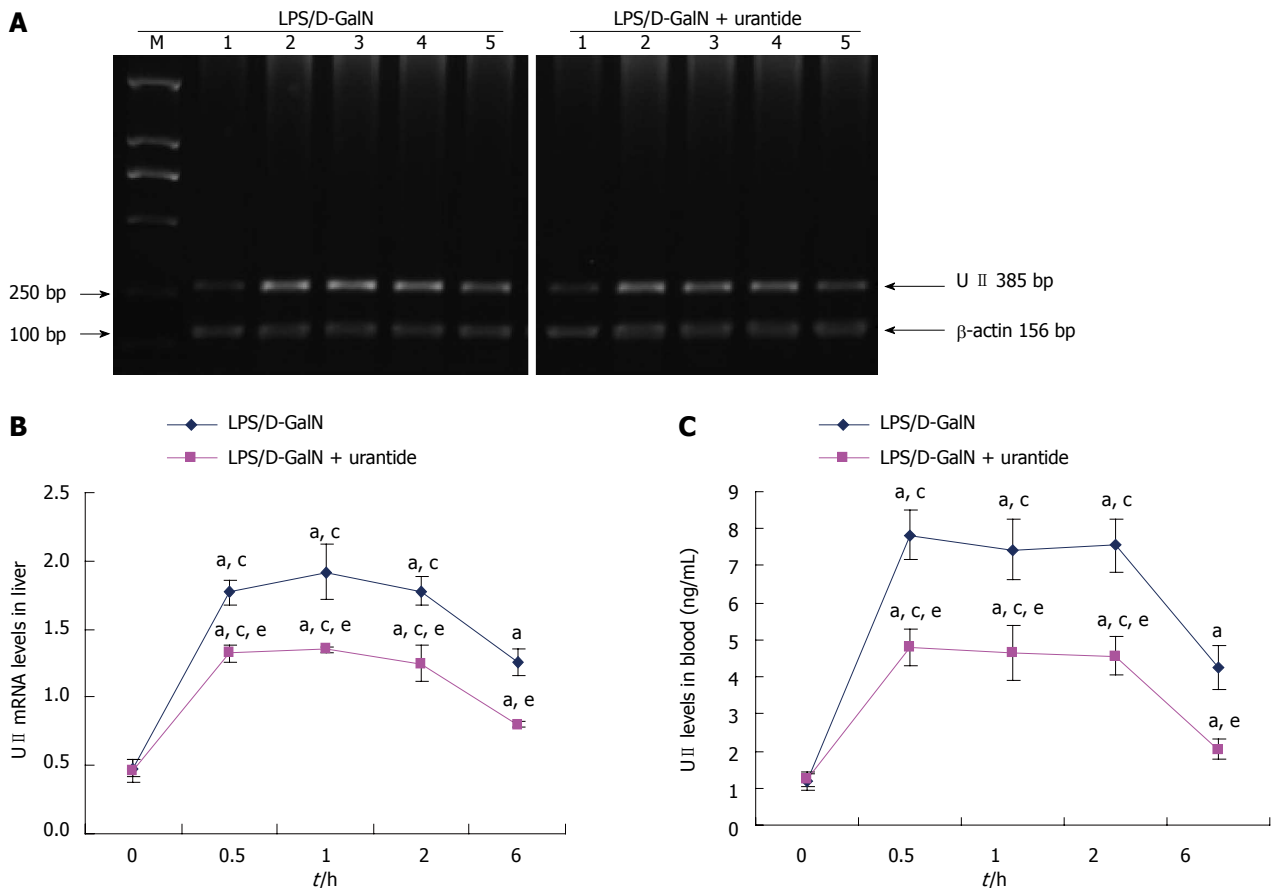 A
LPS/D-GalN
LPS/D-GalN + urantide
M 1 2 3 4 5
1 2 3 4 5
250 bp
100 bp
U Ⅱ 385 bp
β-actin 156 bp
B
LPS/D-GalN
LPS/D-GalN + urantide
U Ⅱ mRNA levels in liver
2.5
2.0
1.5
1.0
0.5
0.0
a, c
a, c
a, c
a
a, c, e
a, c, e
a, c, e
a, e
0 0.5 1 2 6
t/h
C
LPS/D-GalN
LPS/D-GalN + urantide
U Ⅱ levels in blood (ng/mL)
9
8
7
6
5
4
3
2
1
0
a, c
a, c
a, c
a
a, c, e
a, c, e
a, c, e
a, e
0 0.5 1 2 6
t/h